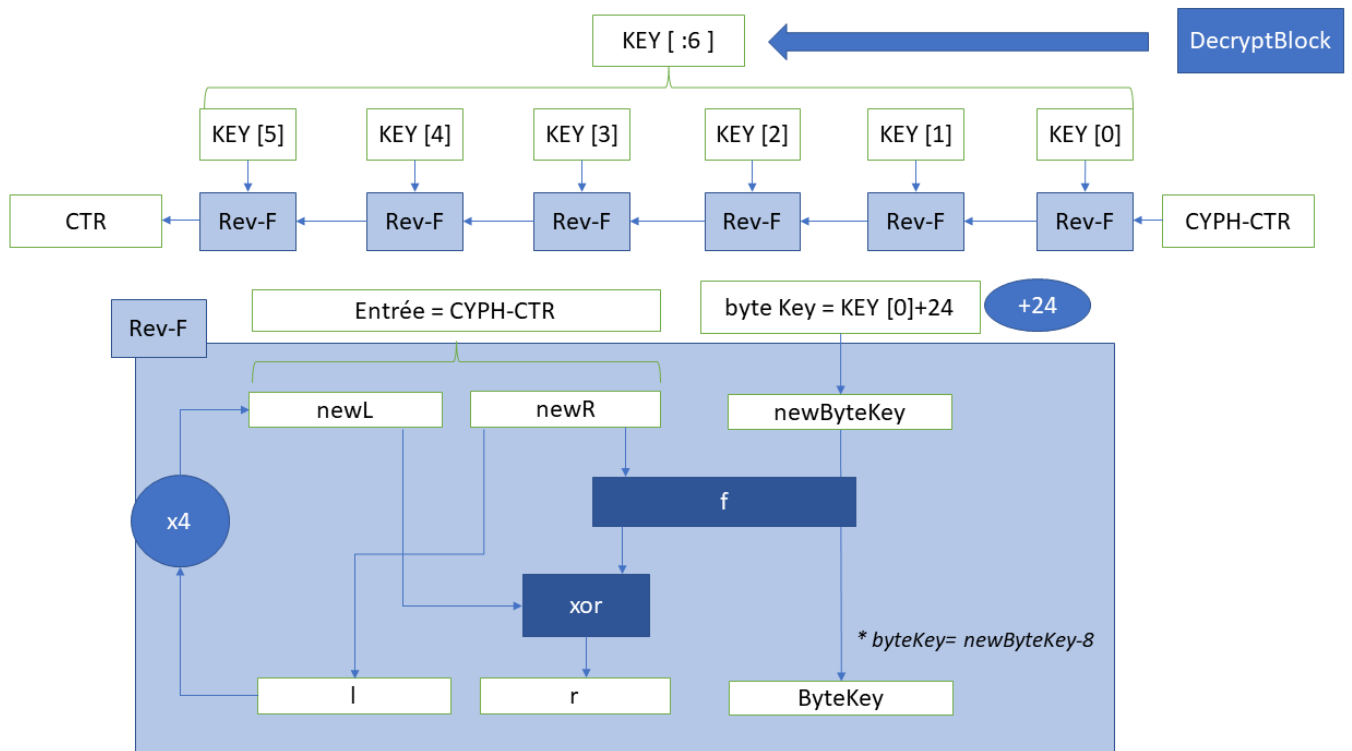 KEY [ :6 ]
DecryptBlock
KEY [5]
KEY [4]
KEY [3]
KEY [2]
KEY [1]
KEY [0]
CTR
Rev-F
Rev-F
Rev-F
Rev-F
Rev-F
Rev-F
CYPH-CTR
Rev-F
Entrée = CYPH-CTR
byte Key = KEY [0]+24
+24
newL
newR
newByteKey
f
x4
xor
* byteKey= newByteKey-8
l
r
ByteKey